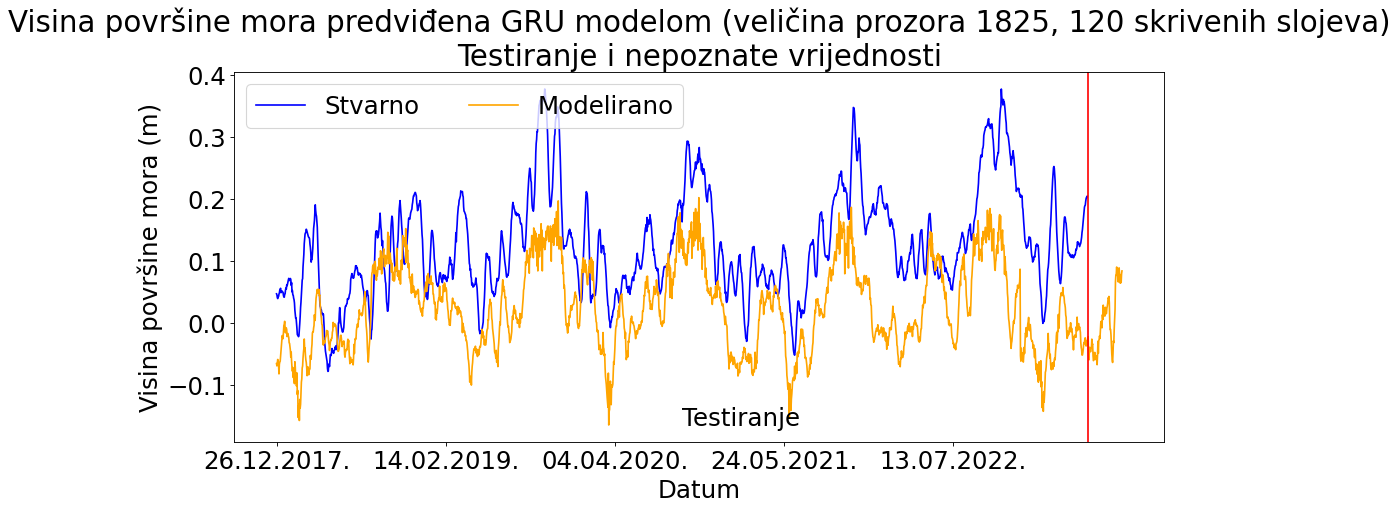 Visina površine mora predviđena GRU modelom (veličina prozora 1825, 120 skrivenih slojeva)
Testiranje i nepoznate vrijednosti
Stvarno
Modelirano
Visina površine mora (m)
0.4
0.3
0.2
0.1
0.0
−0.1
Testiranje
26.12.2017.
14.02.2019.
04.04.2020.
24.05.2021.
13.07.2022.
Datum